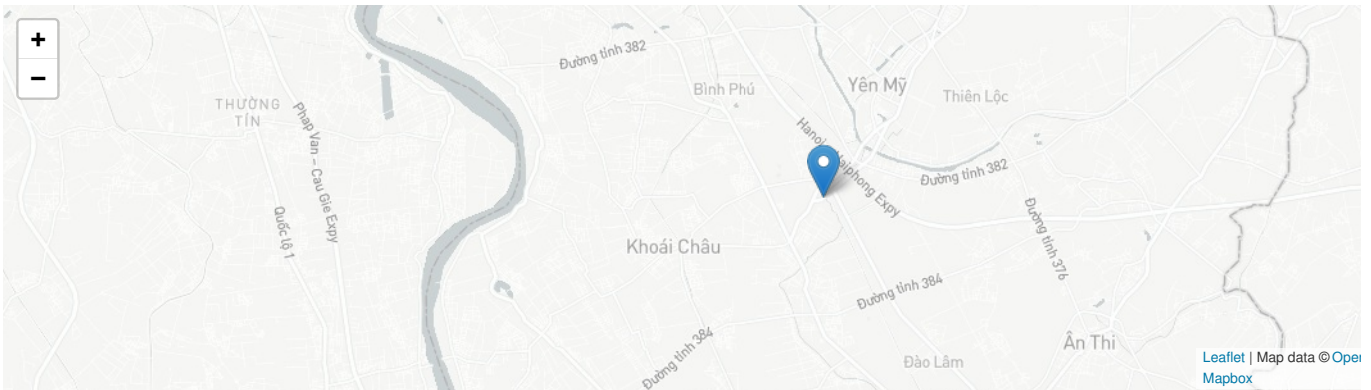 +
−
Đường tỉnh 382
Bình Phú
Yên Mỹ
Thiên Lộc
THƯỜNG
TÍN
Phap Van – Cau Gie Expy
Quốc lộ 1
Hanoi - Haiphong Expy
Đường tỉnh 382
Đường tỉnh 376
Khoái Châu
Đường tỉnh 384
Đường tỉnh 384
Ân Thi
Đào Lâm
Leaflet | Map data © Open
Mapbox